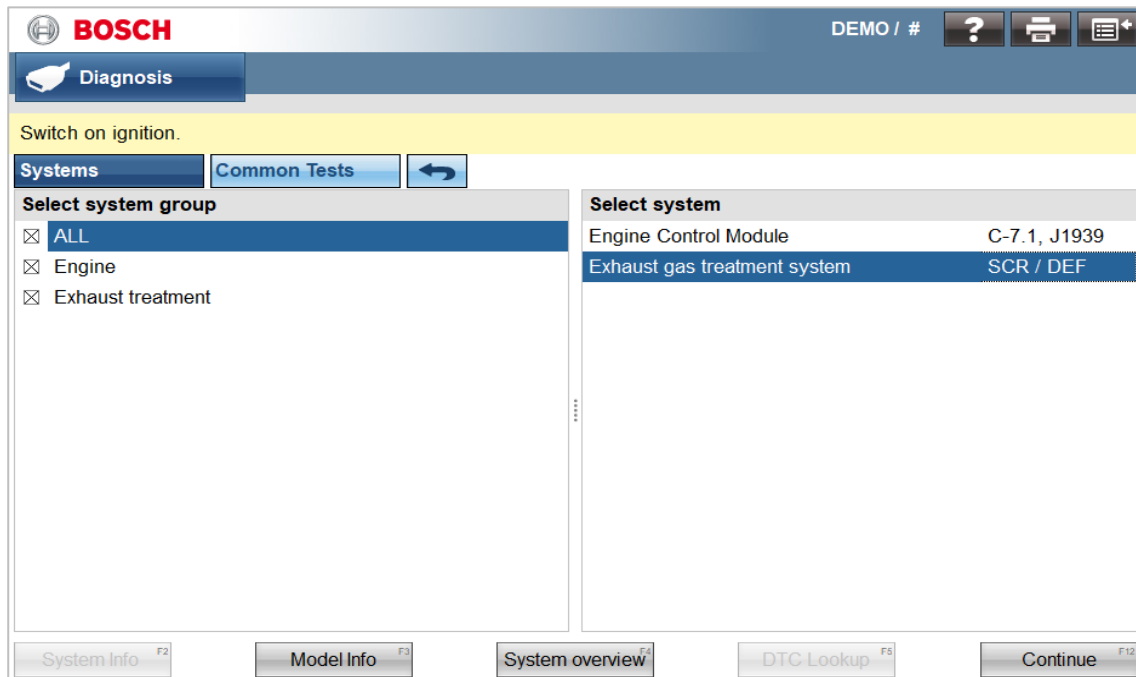 BOSCH
DEMO / #
?
Diagnosis
Switch on ignition.
Systems
Common Tests
Select system group
Select system
ALL
Engine Control Module C-7.1, J1939
Engine
Exhaust gas treatment system SCR / DEF
Exhaust treatment
System Info F2
Model Info F3
System overview F4
DTC Lookup F5
Continue F12